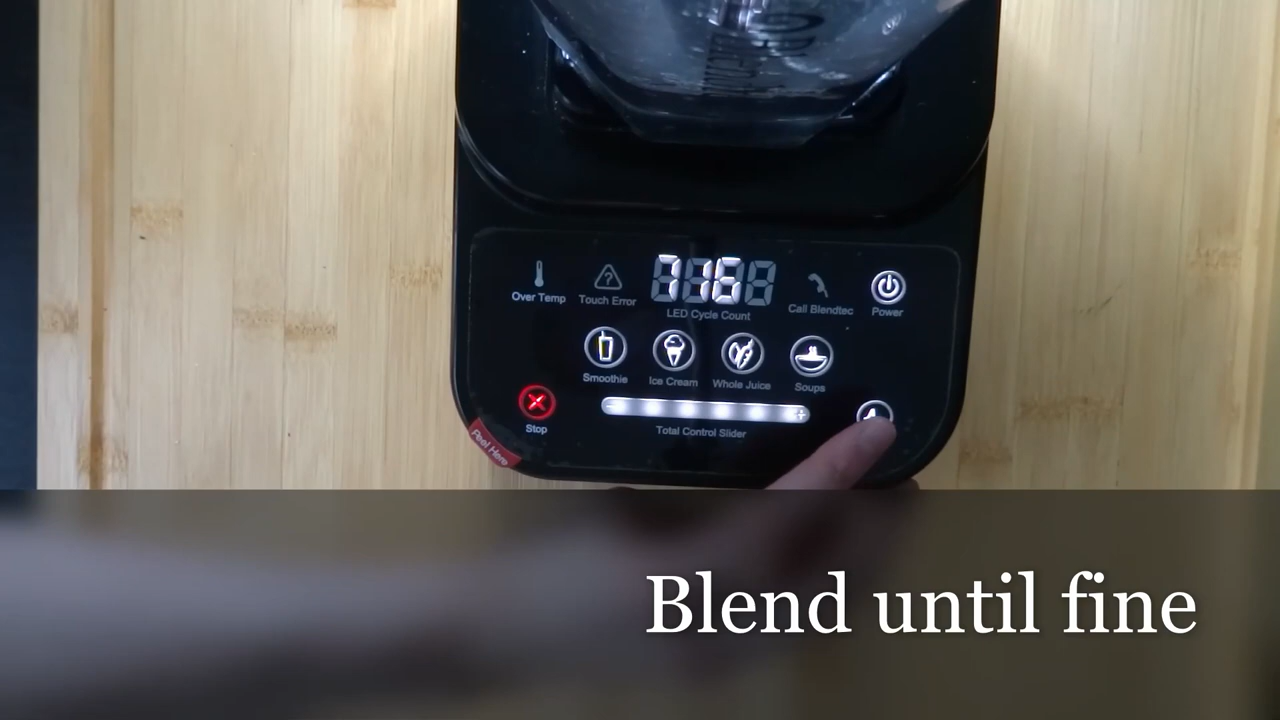 716
Over Temp
Touch Error
LED Cycle Count
Call Blendtec
Power
Smoothie
Ice Cream
Whole Juice
Soups
Stop
Total Control Slider
Peel Here
Blend until fine